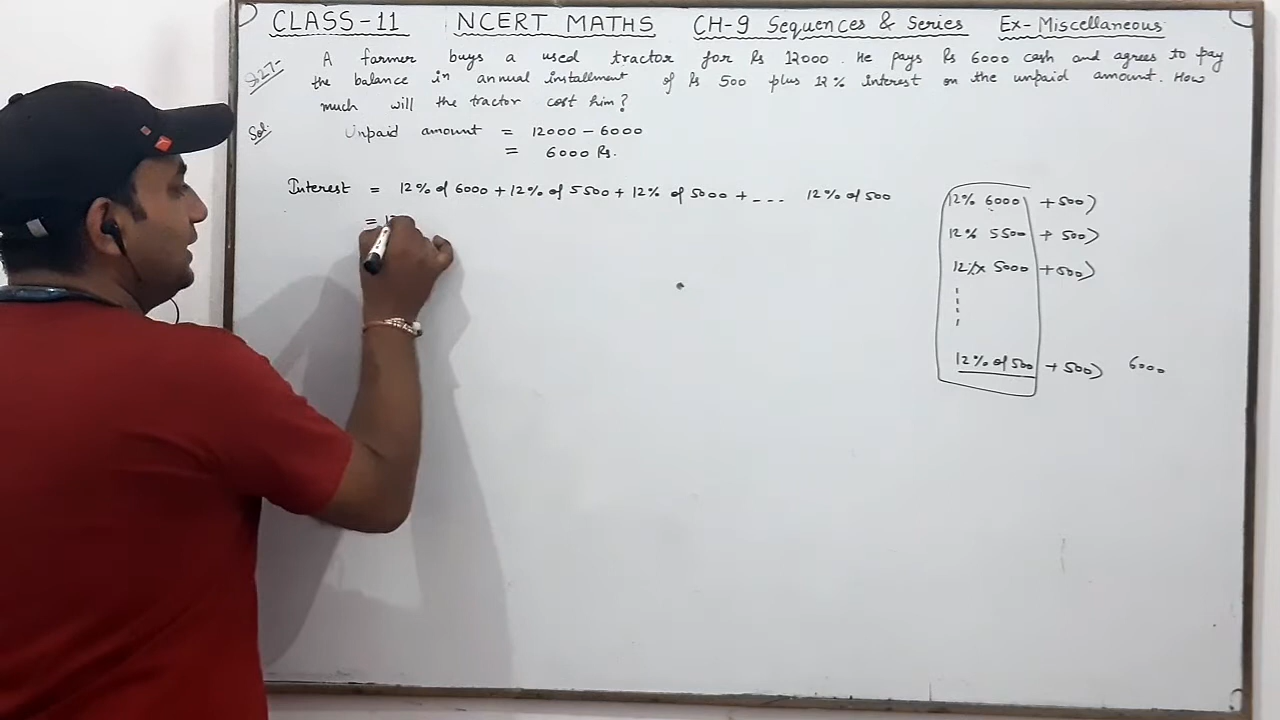 CLASS-11 NCERT MATHS CH-9 Sequences & Series Ex- Miscellaneous
Q.27- A farmer buys a used tractor for Rs 12000. He pays Rs 6000 cash and agrees to pay
the balance in annual installment of Rs 500 plus 12% interest on the unpaid amount. How
much will the tractor cost him?
Sol: Unpaid amount = 12000 - 6000
= 6000 Rs.
Interest = 12% of 6000 + 12% of 5500 + 12% of 5000 + --- 12% of 500
=
12% 6000 + 500)
12% 5500 + 500)
12% x 5000 + 500)
12% of 500 + 500) 6000